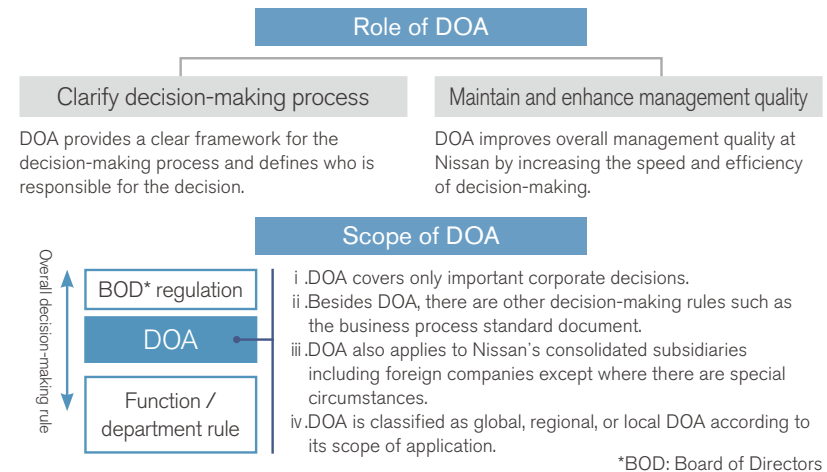 Role of DOA
Clarify decision-making process
DOA provides a clear framework for the
decision-making process and defines who is
responsible for the decision.
Maintain and enhance management quality
DOA improves overall management quality at
Nissan by increasing the speed and efficiency
of decision-making.
Scope of DOA
Overall decision-making rule
BOD* regulation
DOA
Function /
department rule
i .DOA covers only important corporate decisions.
ii .Besides DOA, there are other decision-making rules such as
the business process standard document.
iii.DOA also applies to Nissan's consolidated subsidiaries
including foreign companies except where there are special
circumstances.
iv.DOA is classified as global, regional, or local DOA according to
its scope of application.
*BOD: Board of Directors